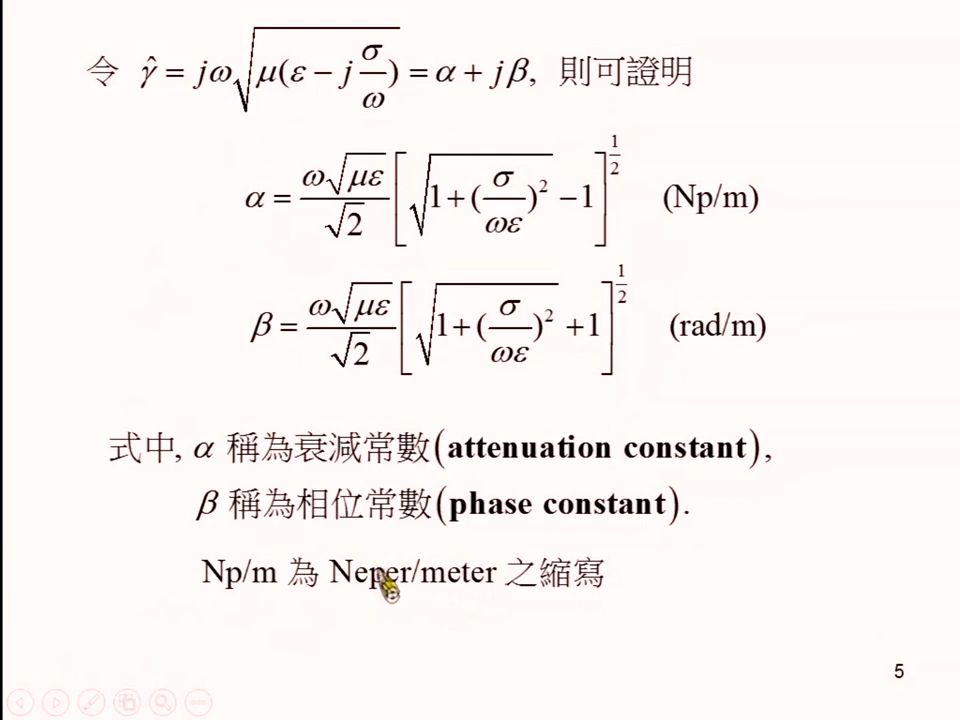 令 γ̂ = jω√(μ(ε − j σ/ω)) = α + jβ, 則可證明
α = ω√(με)/√2 [√(1+(σ/ωε)²) −1]^(1/2) (Np/m)
β = ω√(με)/√2 [√(1+(σ/ωε)²) +1]^(1/2) (rad/m)
式中, α 稱為衰減常數(attenuation constant),
β 稱為相位常數(phase constant).
Np/m 為 Neper/meter 之縮寫
5